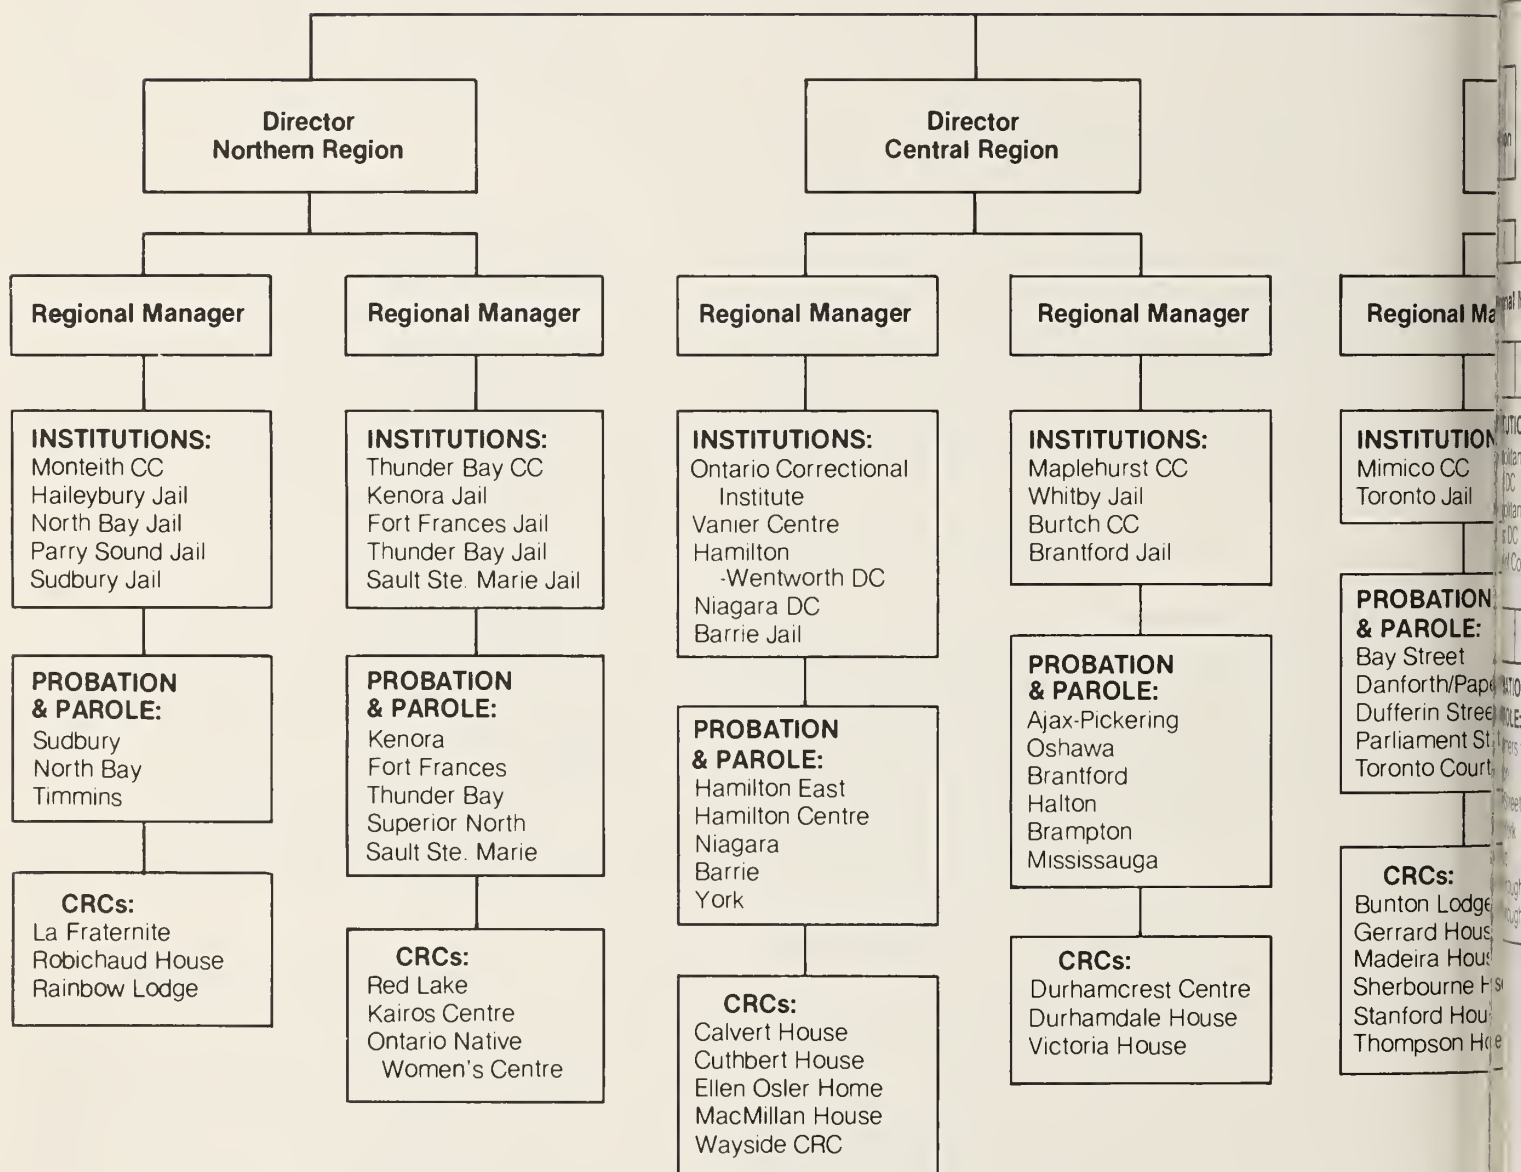 Director
Northern Region
Director
Central Region
Regional Manager
INSTITUTIONS:
Monteith CC
Haileybury Jail
North Bay Jail
Parry Sound Jail
Sudbury Jail
PROBATION
& PAROLE:
Sudbury
North Bay
Timmins
CRCs:
La Fraternite
Robichaud House
Rainbow Lodge
Regional Manager
INSTITUTIONS:
Thunder Bay CC
Kenora Jail
Fort Frances Jail
Thunder Bay Jail
Sault Ste. Marie Jail
PROBATION
& PAROLE:
Kenora
Fort Frances
Thunder Bay
Superior North
Sault Ste. Marie
CRCs:
Red Lake
Kairos Centre
Ontario Native
Women's Centre
Regional Manager
INSTITUTIONS:
Ontario Correctional
Institute
Vanier Centre
Hamilton
-Wentworth DC
Niagara DC
Barrie Jail
PROBATION
& PAROLE:
Hamilton East
Hamilton Centre
Niagara
Barrie
York
CRCs:
Calvert House
Cuthbert House
Ellen Osler Home
MacMillan House
Wayside CRC
Regional Manager
INSTITUTIONS:
Maplehurst CC
Whitby Jail
Burtch CC
Brantford Jail
PROBATION
& PAROLE:
Ajax-Pickering
Oshawa
Brantford
Halton
Brampton
Mississauga
CRCs:
Durhamcrest Centre
Durhamdale House
Victoria House
Regional Ma
INSTITUTION
Mimico CC
Toronto Jail
PROBATION
& PAROLE:
Bay Street
Danforth/Pape
Dufferin Stree
Parliament St
Toronto Court
CRCs:
Bunton Lodge
Gerrard Hous
Madeira Hous
Sherbourne H
Stanford Hou
Thompson Ho